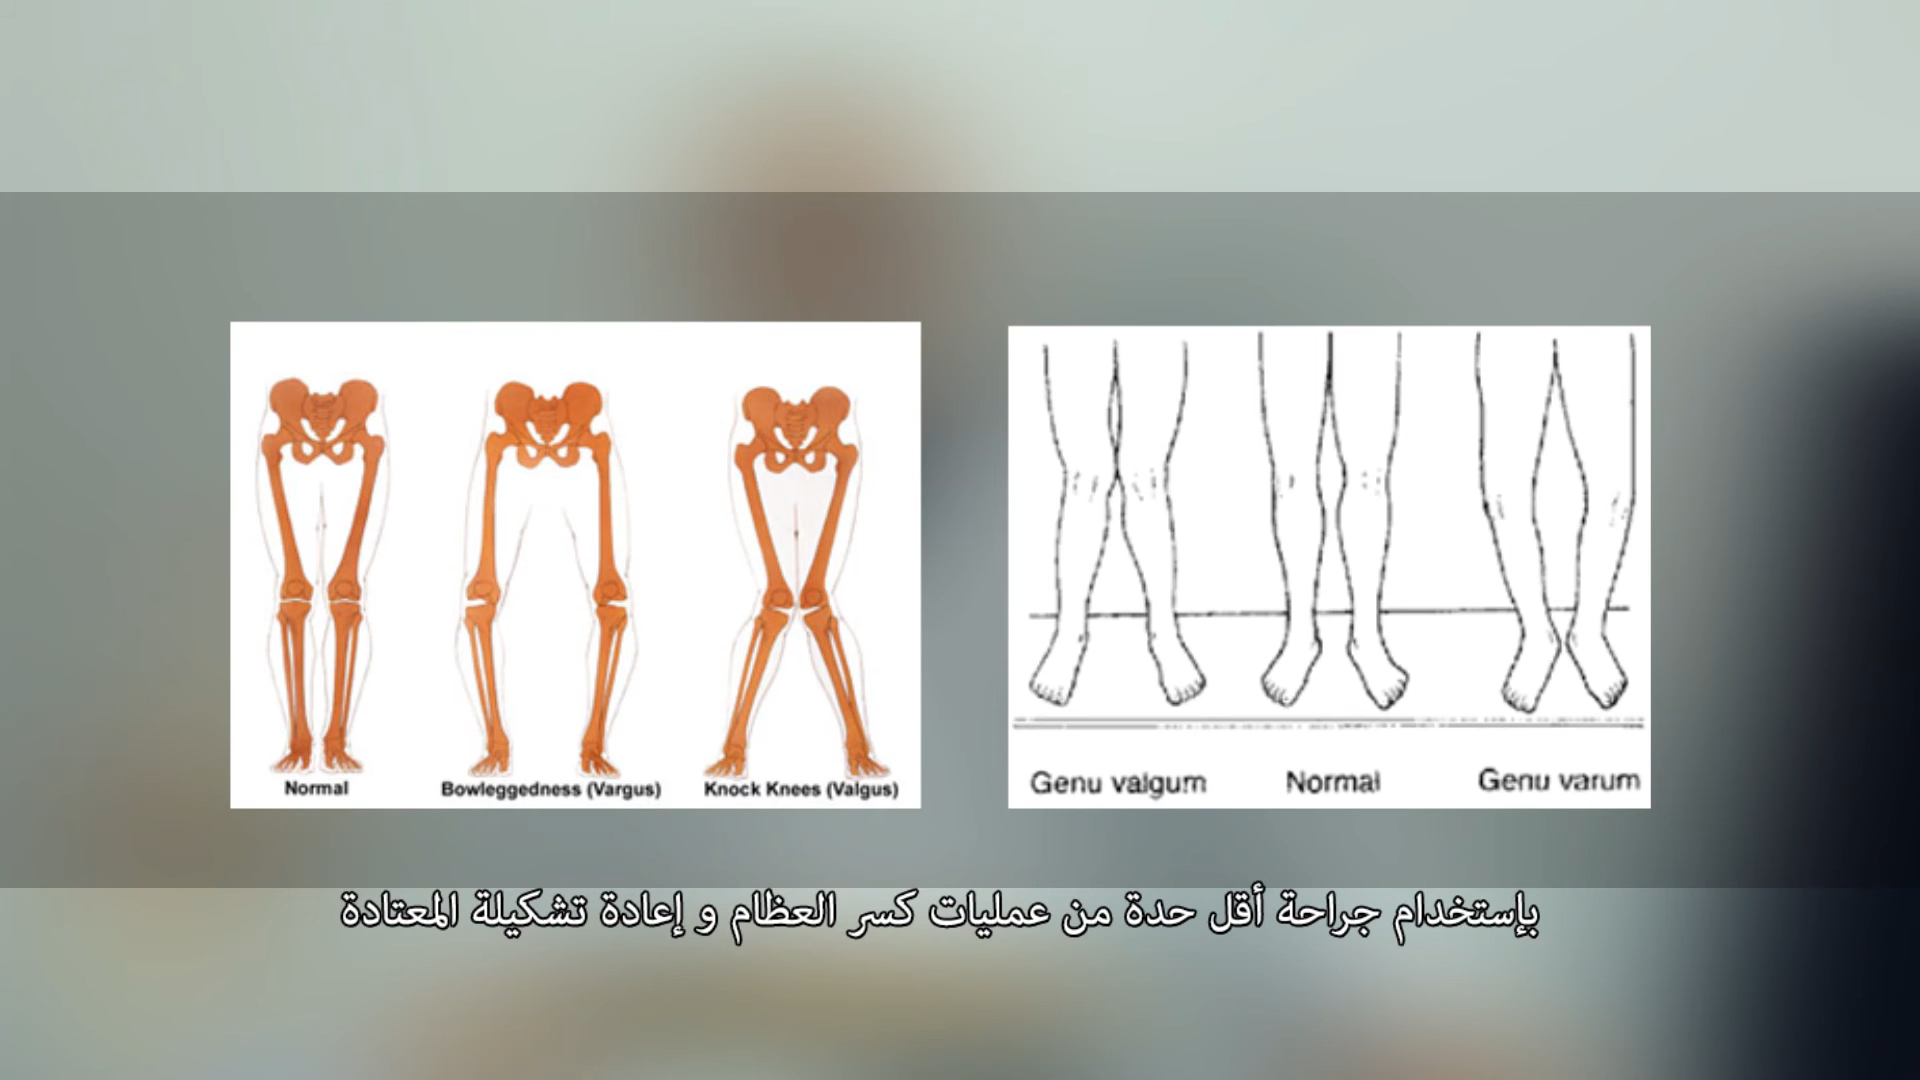 Normal
Bowleggedness (Vargus)
Knock Knees (Valgus)
Genu valgum
Normal
Genu varum
بإستخدام جراحة أقل حدة من عمليات كسر العظام و إعادة تشكيلة المعتادة